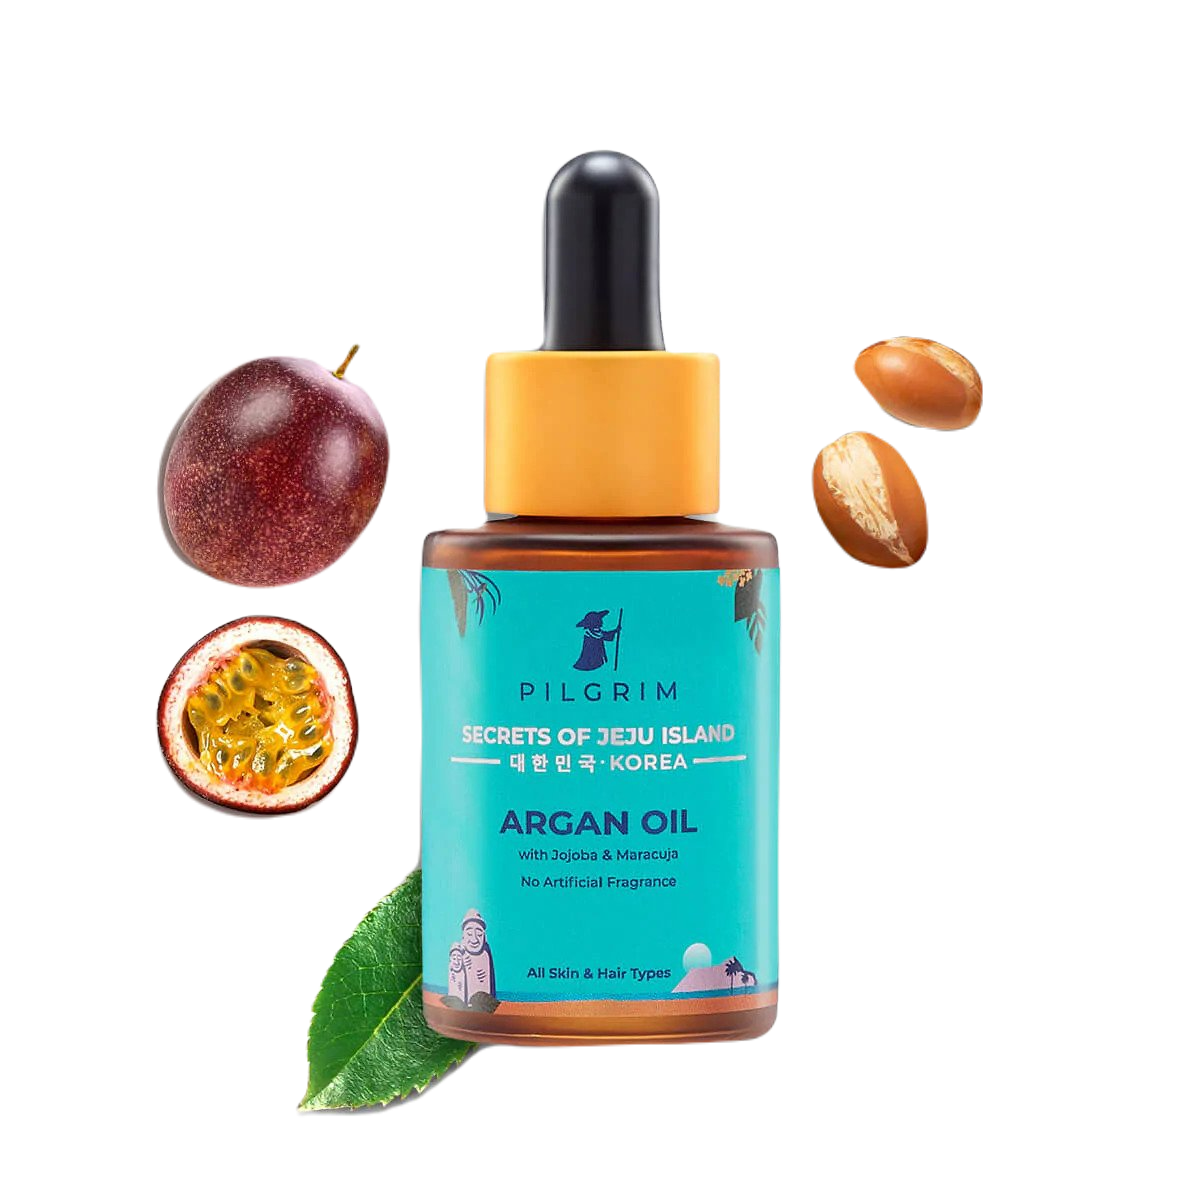 PILGRIM
SECRETS OF JEJU ISLAND
대한민국·KOREA
ARGAN OIL
with Jojoba & Maracuja
No Artificial Fragrance
All Skin & Hair Types